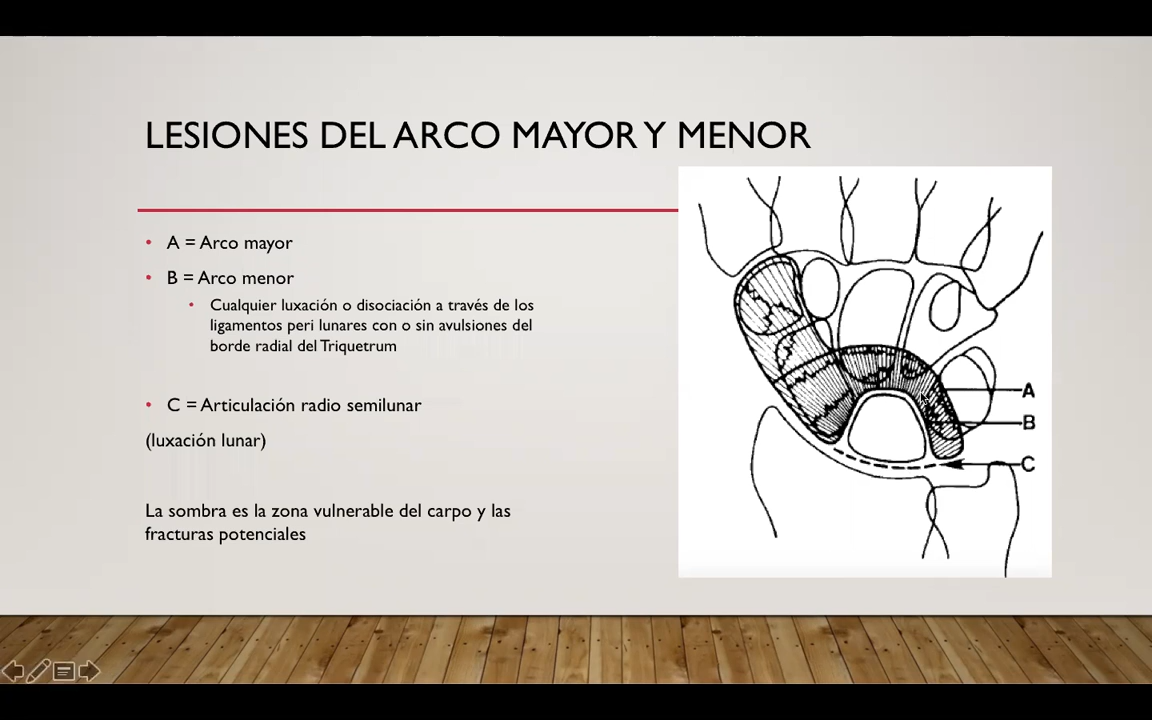 LESIONES DEL ARCO MAYOR Y MENOR
• A = Arco mayor
• B = Arco menor
• Cualquier luxación o disociación a través de los
ligamentos peri lunares con o sin avulsiones del
borde radial del Triquetrum
• C = Articulación radio semilunar
(luxación lunar)
La sombra es la zona vulnerable del carpo y las
fracturas potenciales
A
B
C